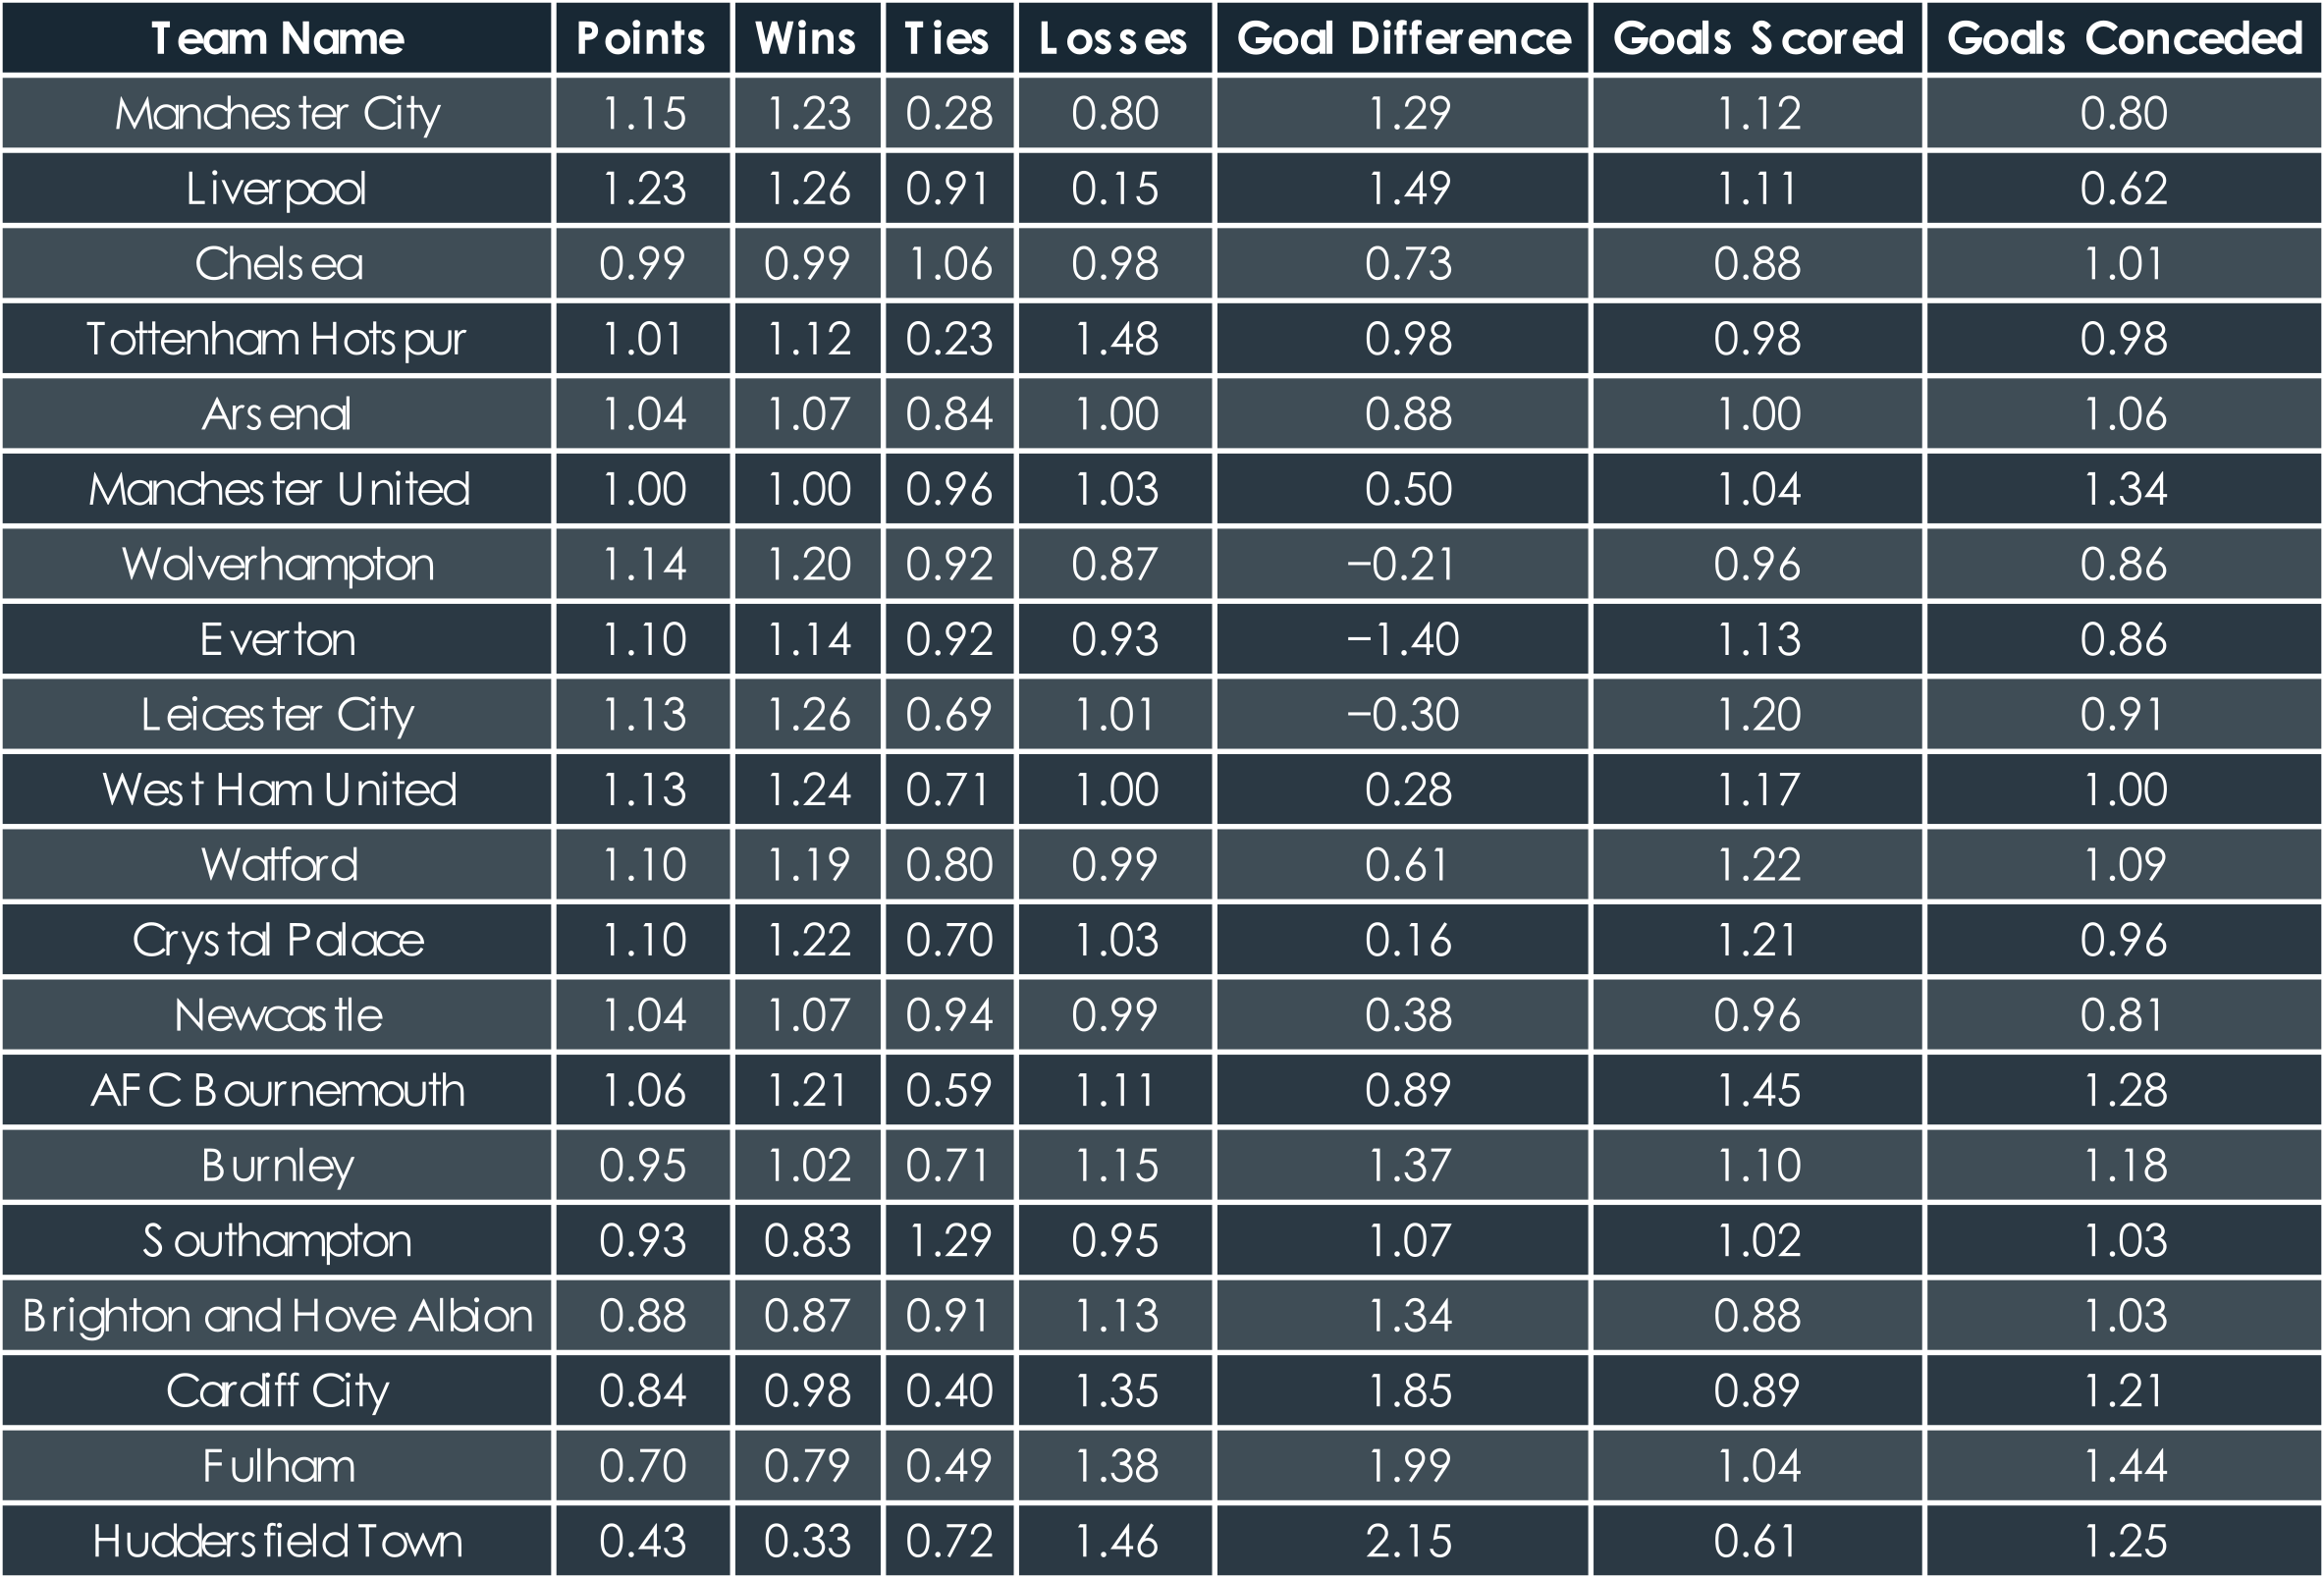 Team Name Points Wins Ties Losses Goal Difference Goals Scored Goals Conceded
Manchester City 1.15 1.23 0.28 0.80 1.29 1.12 0.80
Liverpool 1.23 1.26 0.91 0.15 1.49 1.11 0.62
Chelsea 0.99 0.99 1.06 0.98 0.73 0.88 1.01
Tottenham Hotspur 1.01 1.12 0.23 1.48 0.98 0.98 0.98
Arsenal 1.04 1.07 0.84 1.00 0.88 1.00 1.06
Manchester United 1.00 1.00 0.96 1.03 0.50 1.04 1.34
Wolverhampton 1.14 1.20 0.92 0.87 −0.21 0.96 0.86
Everton 1.10 1.14 0.92 0.93 −1.40 1.13 0.86
Leicester City 1.13 1.26 0.69 1.01 −0.30 1.20 0.91
West Ham United 1.13 1.24 0.71 1.00 0.28 1.17 1.00
Watford 1.10 1.19 0.80 0.99 0.61 1.22 1.09
Crystal Palace 1.10 1.22 0.70 1.03 0.16 1.21 0.96
Newcastle 1.04 1.07 0.94 0.99 0.38 0.96 0.81
AFC Bournemouth 1.06 1.21 0.59 1.11 0.89 1.45 1.28
Burnley 0.95 1.02 0.71 1.15 1.37 1.10 1.18
Southampton 0.93 0.83 1.29 0.95 1.07 1.02 1.03
Brighton and Hove Albion 0.88 0.87 0.91 1.13 1.34 0.88 1.03
Cardiff City 0.84 0.98 0.40 1.35 1.85 0.89 1.21
Fulham 0.70 0.79 0.49 1.38 1.99 1.04 1.44
Huddersfield Town 0.43 0.33 0.72 1.46 2.15 0.61 1.25